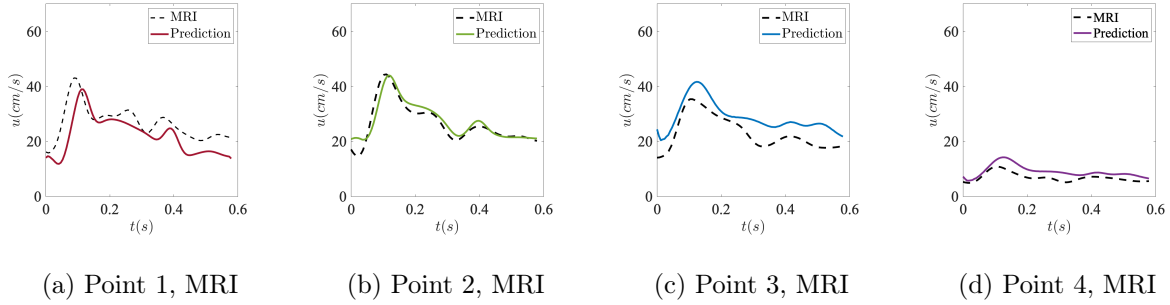 60
40
20
0
u(cm/s)
0
0.2
0.4
0.6
t(s)
MRI
Prediction
(a) Point 1, MRI
60
40
20
0
u(cm/s)
0
0.2
0.4
0.6
t(s)
MRI
Prediction
(b) Point 2, MRI
60
40
20
0
u(cm/s)
0
0.2
0.4
0.6
t(s)
MRI
Prediction
(c) Point 3, MRI
60
40
20
0
u(cm/s)
0
0.2
0.4
0.6
t(s)
MRI
Prediction
(d) Point 4, MRI